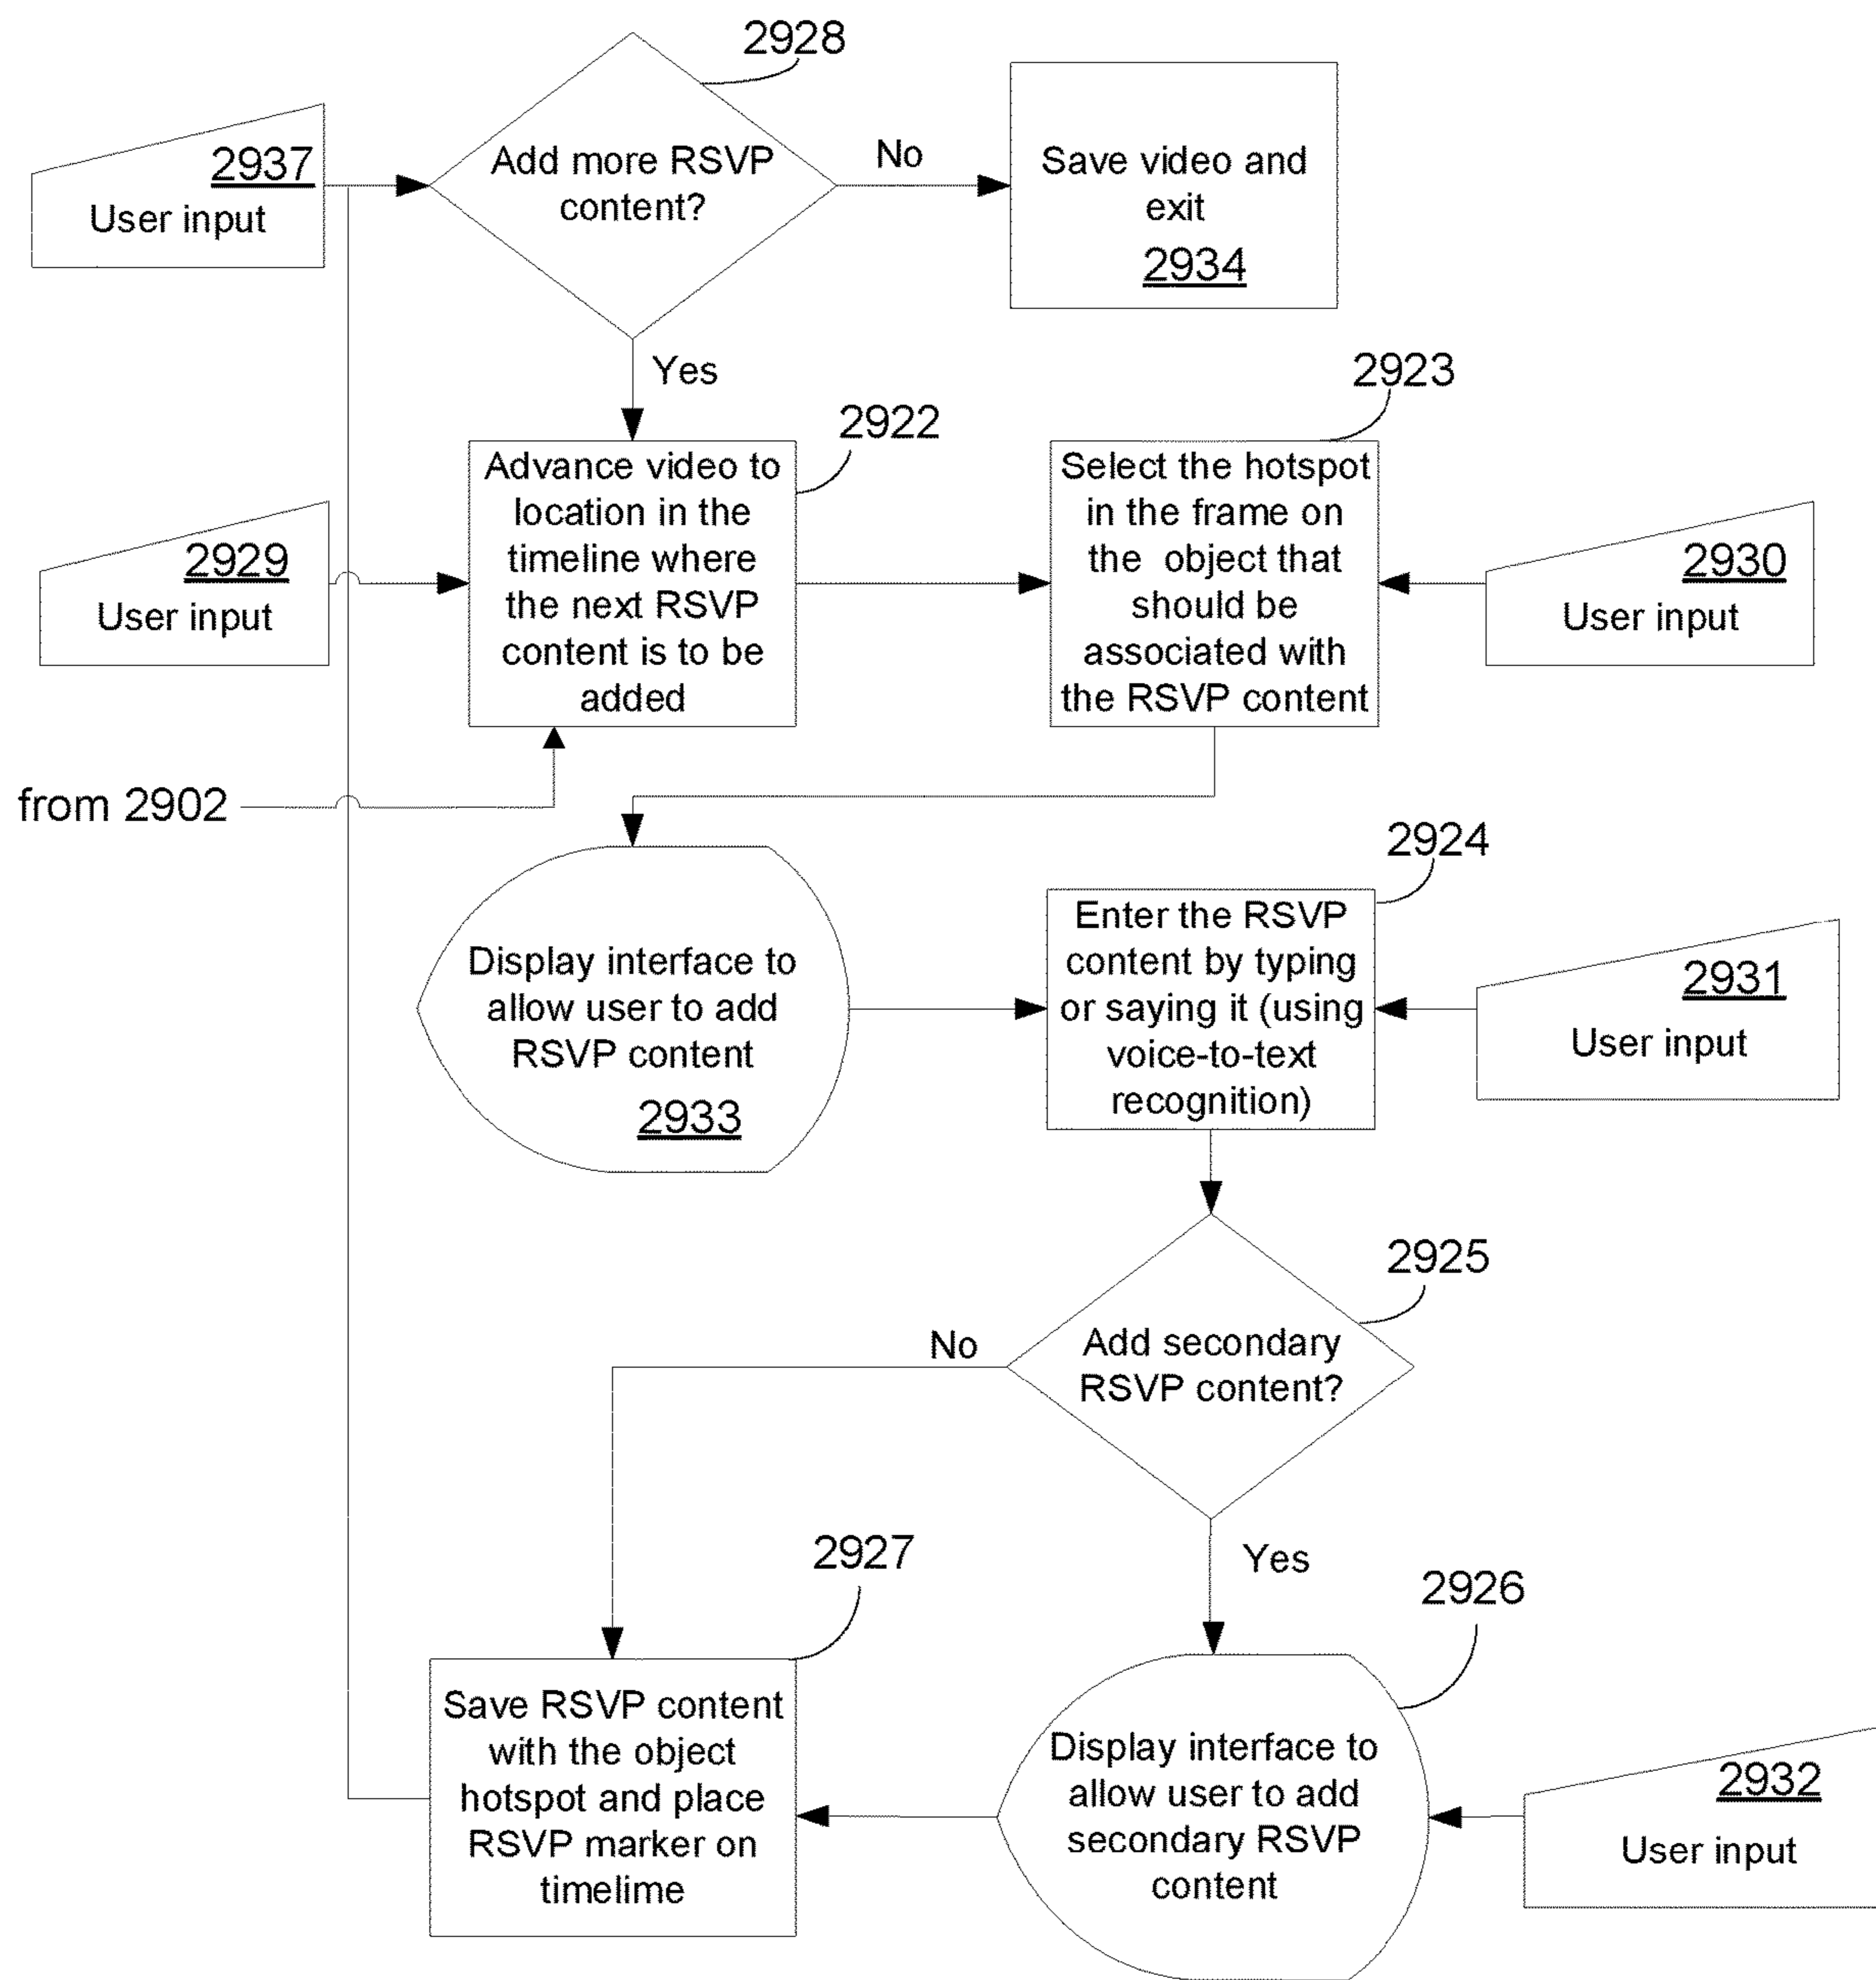 2928
2937
User input
Add more RSVP
content?
No
Save video and
exit
2934
Yes
2923
2922
Advance video to
location in the
timeline where
the next RSVP
content is to be
added
Select the hotspot
in the frame on
the object that
should be
associated with
the RSVP content
2929
User input
2930
User input
from 2902
2924
Display interface to
allow user to add
RSVP content
2933
Enter the RSVP
content by typing
or saying it (using
voice-to-text
recognition)
2931
User input
2925
No
Add secondary
RSVP content?
Yes
2927
2926
Save RSVP content
with the object
hotspot and place
RSVP marker on
timelime
Display interface to
allow user to add
secondary RSVP
content
2932
User input